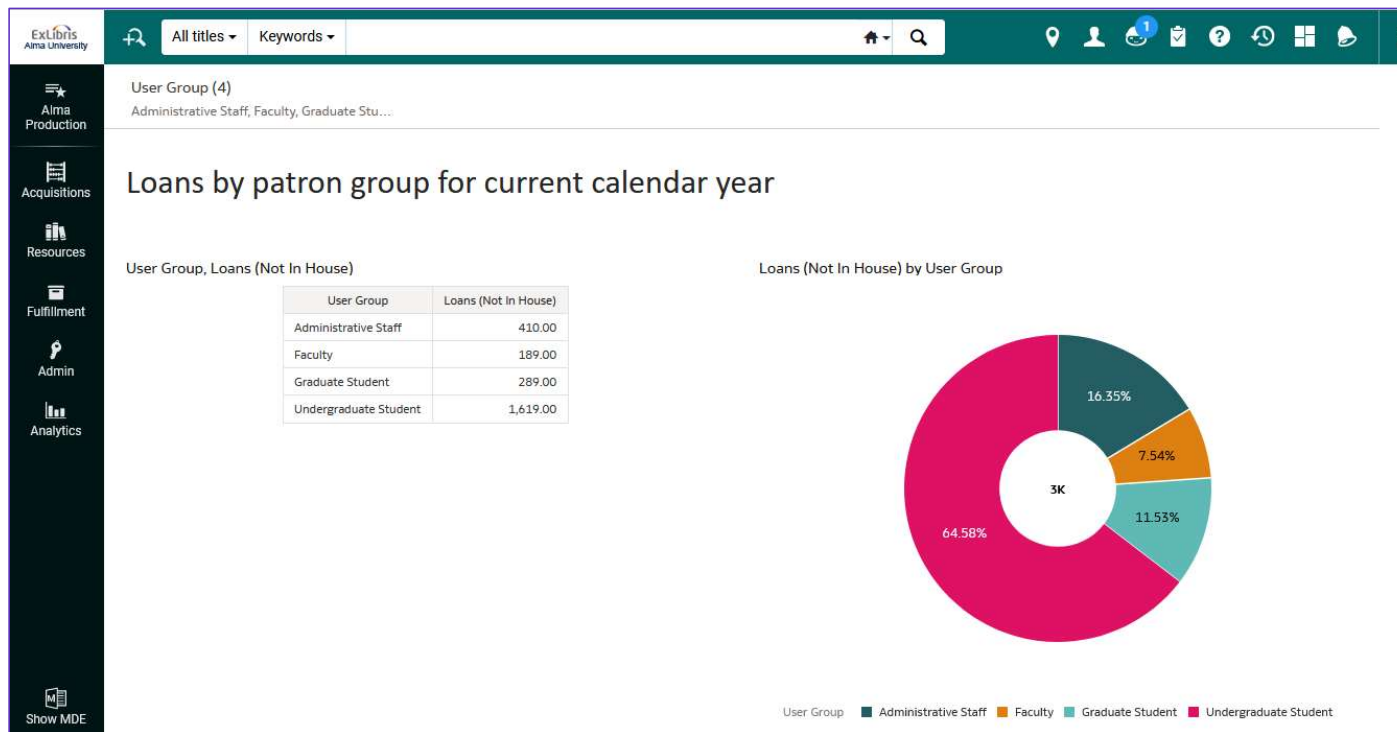 ExLibris
Alma University
All titles
Keywords
1
Alma
Production
Acquisitions
Resources
Fulfillment
Admin
Analytics
Show MDE
User Group (4)
Administrative Staff, Faculty, Graduate Stu...
Loans by patron group for current calendar year
User Group, Loans (Not In House)
User Group Loans (Not In House)
Administrative Staff 410.00
Faculty 189.00
Graduate Student 289.00
Undergraduate Student 1,619.00
Loans (Not In House) by User Group
16.35%
7.54%
3K
11.53%
64.58%
User Group Administrative Staff Faculty Graduate Student Undergraduate Student